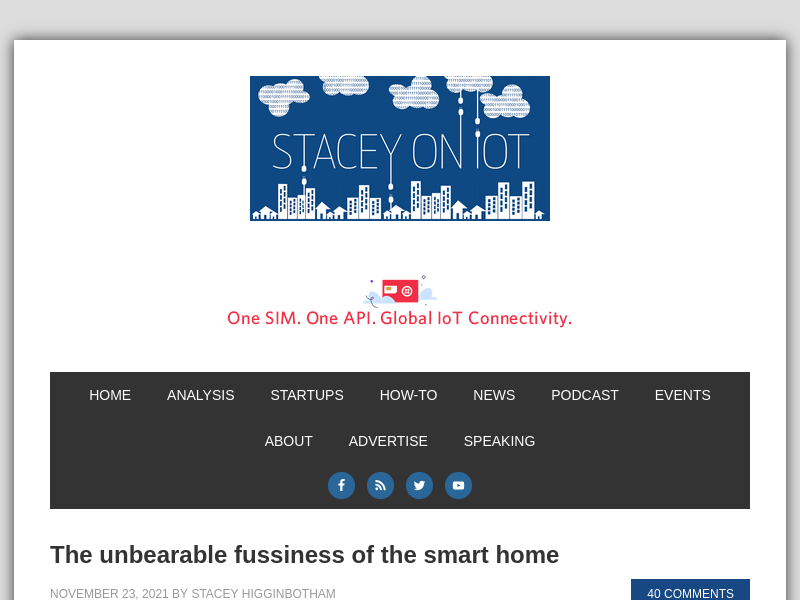 STACEY ON IOT
One SIM. One API. Global IoT Connectivity.
HOME ANALYSIS STARTUPS HOW-TO NEWS PODCAST EVENTS
ABOUT ADVERTISE SPEAKING
The unbearable fussiness of the smart home
NOVEMBER 23, 2021 BY STACEY HIGGINBOTHAM
40 COMMENTS